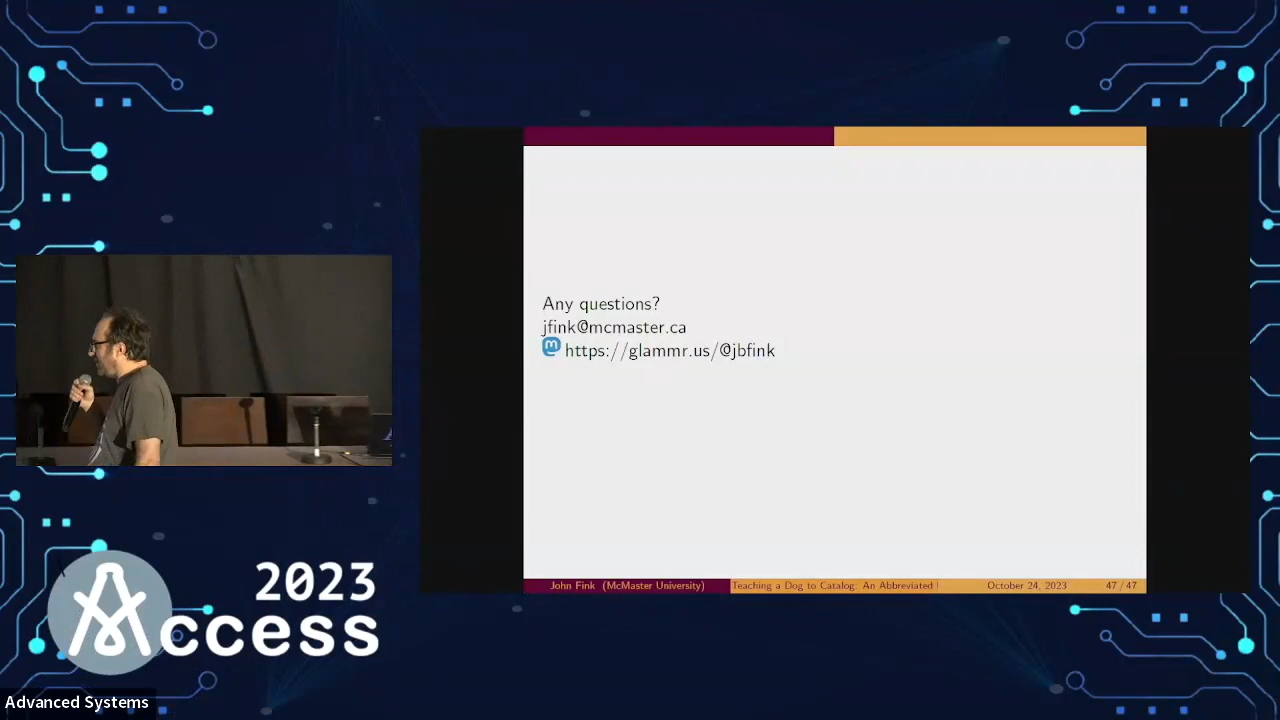 Any questions?
jfink@mcmaster.ca
https://glammr.us/@jbfink
John Fink (McMaster University)
Teaching a Dog to Catalog: An Abbreviated
October 24, 2023
47 / 47
2023
Access
Advanced Systems